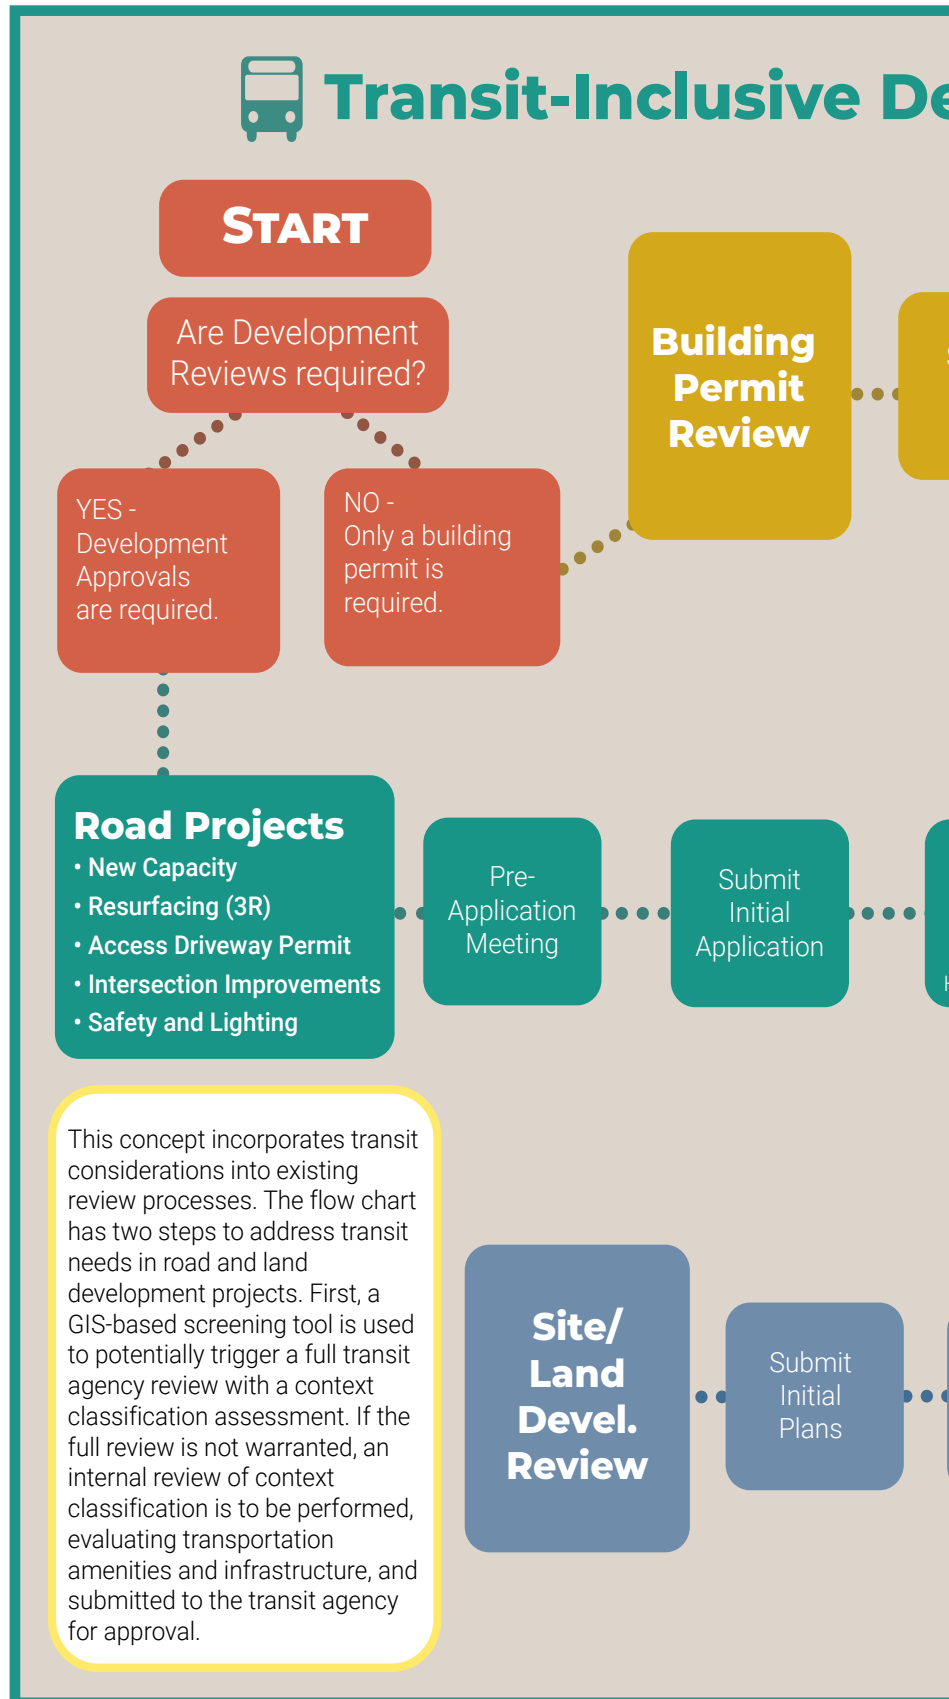 Transit-Inclusive De
START
Are Development
Reviews required?
YES -
Development
Approvals
are required.
NO -
Only a building
permit is
required.
Building
Permit
Review
Road Projects
• New Capacity
• Resurfacing (3R)
• Access Driveway Permit
• Intersection Improvements
• Safety and Lighting
Pre-
Application
Meeting
Submit
Initial
Application
This concept incorporates transit
considerations into existing
review processes. The flow chart
has two steps to address transit
needs in road and land
development projects. First, a
GIS-based screening tool is used
to potentially trigger a full transit
agency review with a context
classification assessment. If the
full review is not warranted, an
internal review of context
classification is to be performed,
evaluating transportation
amenities and infrastructure, and
submitted to the transit agency
for approval.
Site/
Land
Devel.
Review
Submit
Initial
Plans